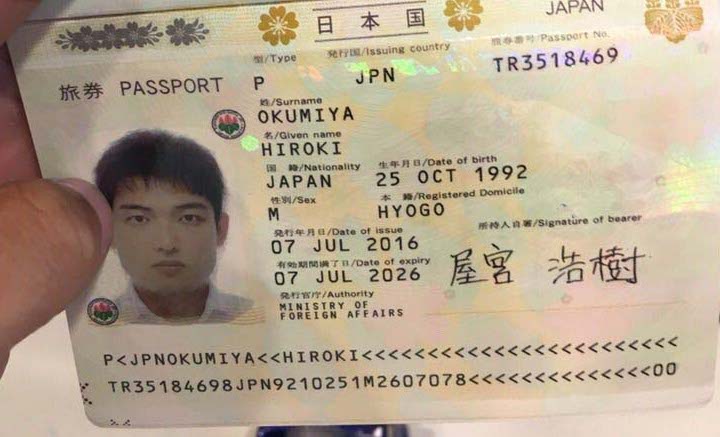 日本国
JAPAN
型/Type 発行国/Issuing country 旅券番号/Passport No.
旅券 PASSPORT P JPN TR3518469
姓/Surname
OKUMIYA
名/Given name
HIROKI
国 籍/Nationality 生年月日/Date of birth
JAPAN 25 OCT 1992
性別/Sex 本 籍/Registered Domicile
M HYOGO
発行年月日/Date of issue 所持人自署/Signature of bearer
07 JUL 2016
有効期間満了日/Date of expiry
07 JUL 2026
屋宮 浩樹
発行官庁/Authority
MINISTRY OF
FOREIGN AFFAIRS
P<JPNOKUMIYA<<HIROKI<<<<<<<<<<<<<<<<<<<<<<<<
TR35184698JPN9210251M2607078<<<<<<<<<<<<<<00